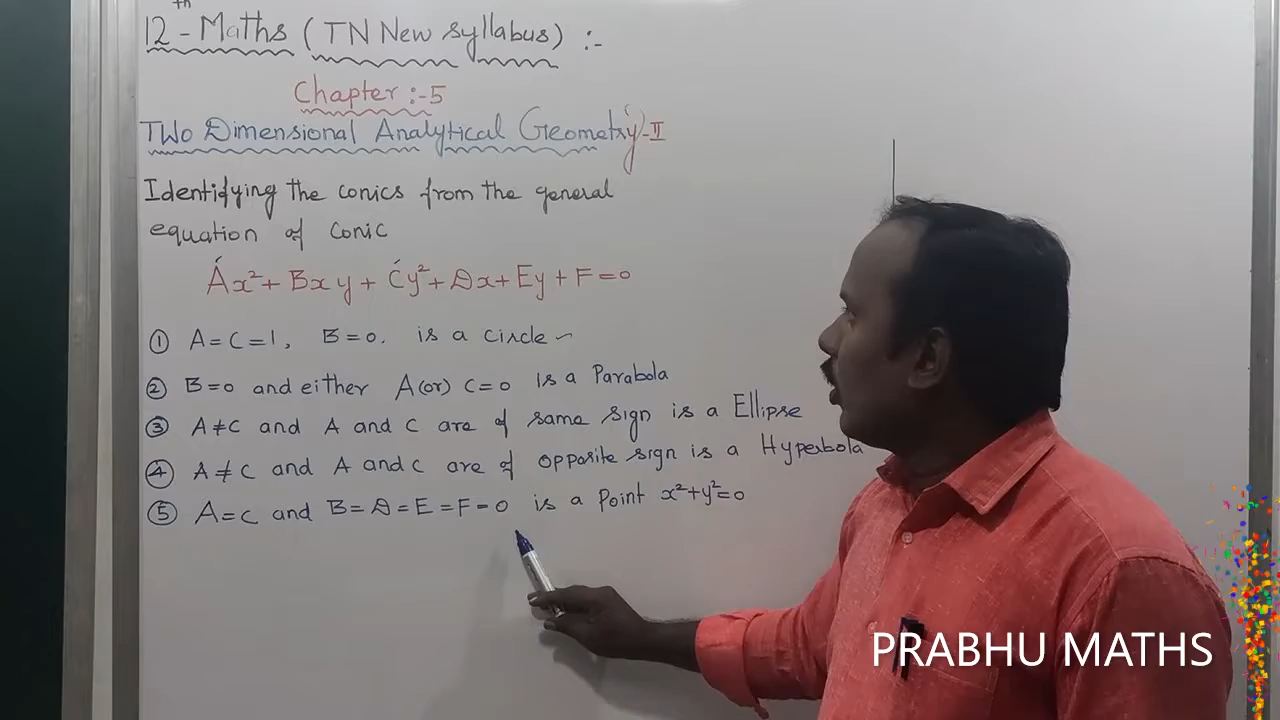 12th - Maths (TN New syllabus) :-
Chapter :-5
Two Dimensional Analytical Geometry-II
Identifying the conics from the general
equation of conic
Ax²+Bxy+Cy²+Dx+Ey+F=0
① A=C=1, B=0. is a circle
② B=0 and either A(or) C=0 is a Parabola
③ A≠C and A and C are of same sign is a Ellipse
④ A≠C and A and C are of opposite sign is a Hyperbola
⑤ A=C and B=D=E=F=0 is a point x²+y²=0
PRABHU MATHS